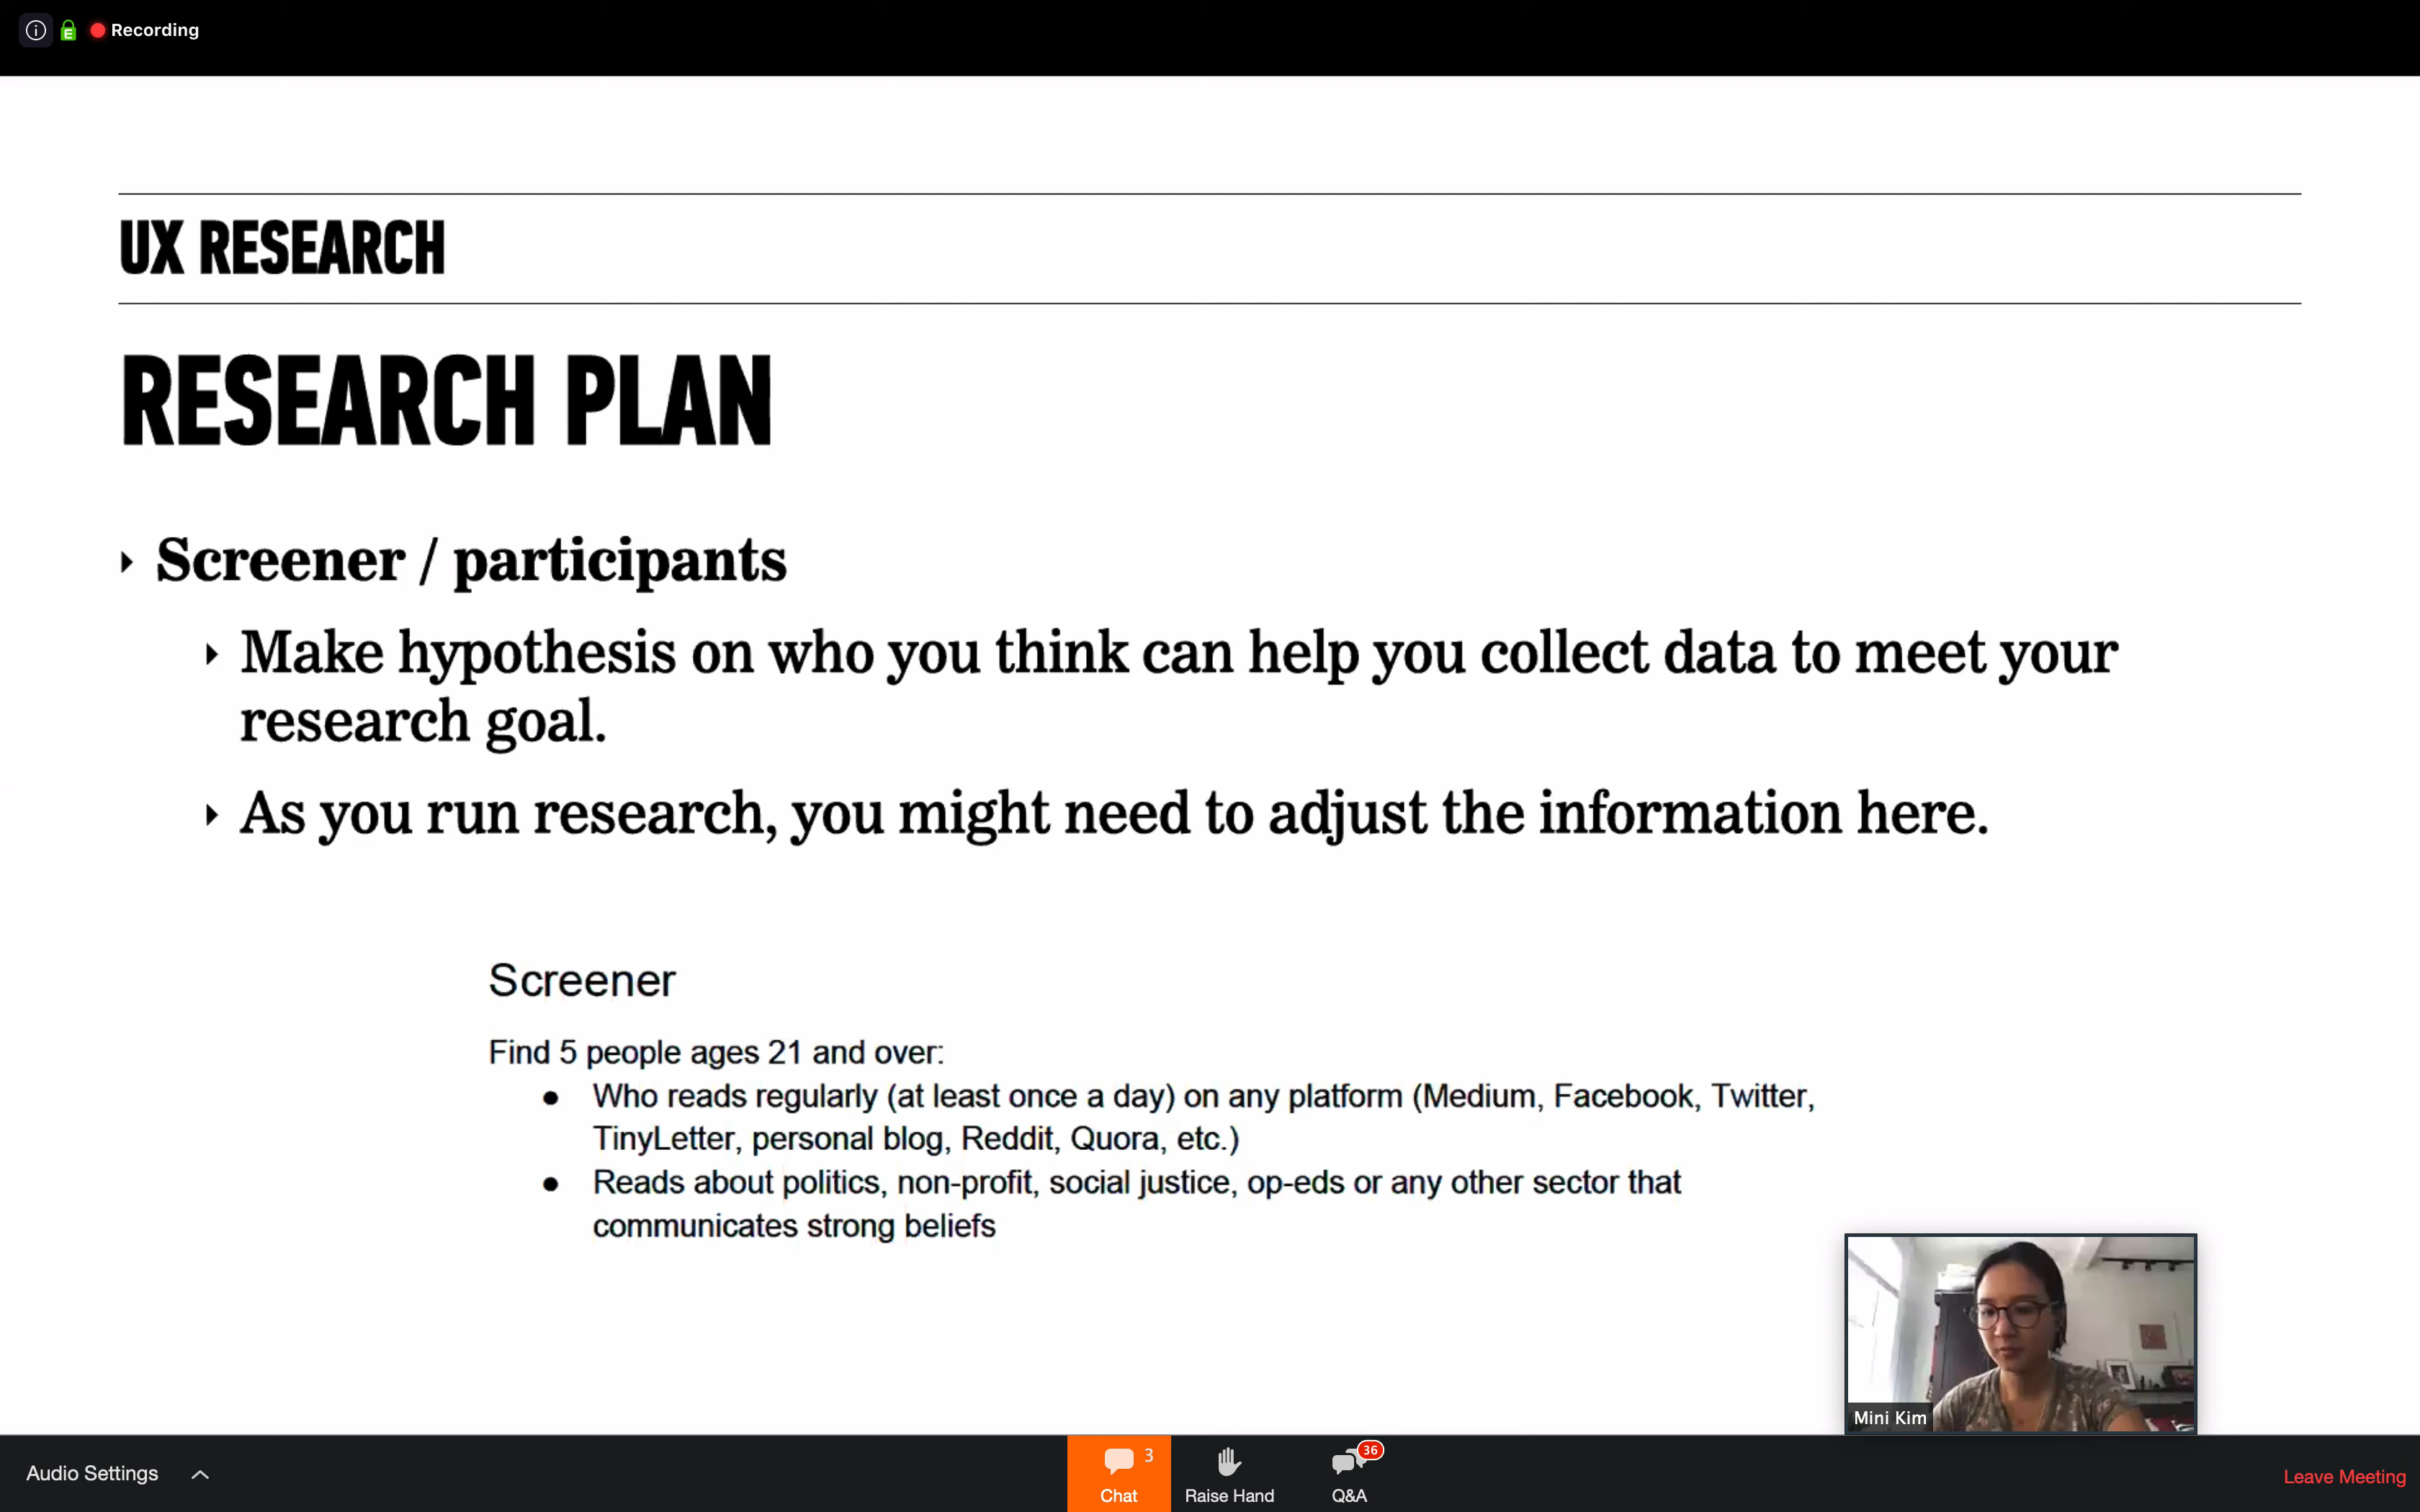 Recording
UX RESEARCH
RESEARCH PLAN
Screener / participants
Make hypothesis on who you think can help you collect data to meet your
research goal.
As you run research, you might need to adjust the information here.
Screener
Find 5 people ages 21 and over:
Who reads regularly (at least once a day) on any platform (Medium, Facebook, Twitter,
TinyLetter, personal blog, Reddit, Quora, etc.)
Reads about politics, non-profit, social justice, op-eds or any other sector that
communicates strong beliefs
Mini Kim
Audio Settings
3
Chat
Raise Hand
36
Q&A
Leave Meeting